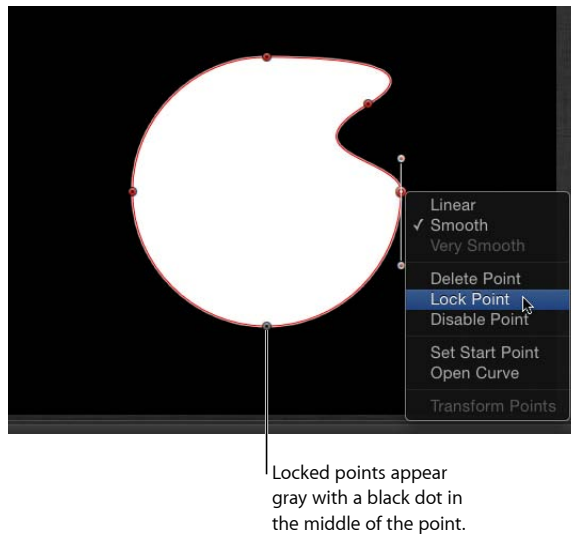 Linear
✓ Smooth
Very Smooth
Delete Point
Lock Point
Disable Point
Set Start Point
Open Curve
Transform Points
Locked points appear
gray with a black dot in
the middle of the point.